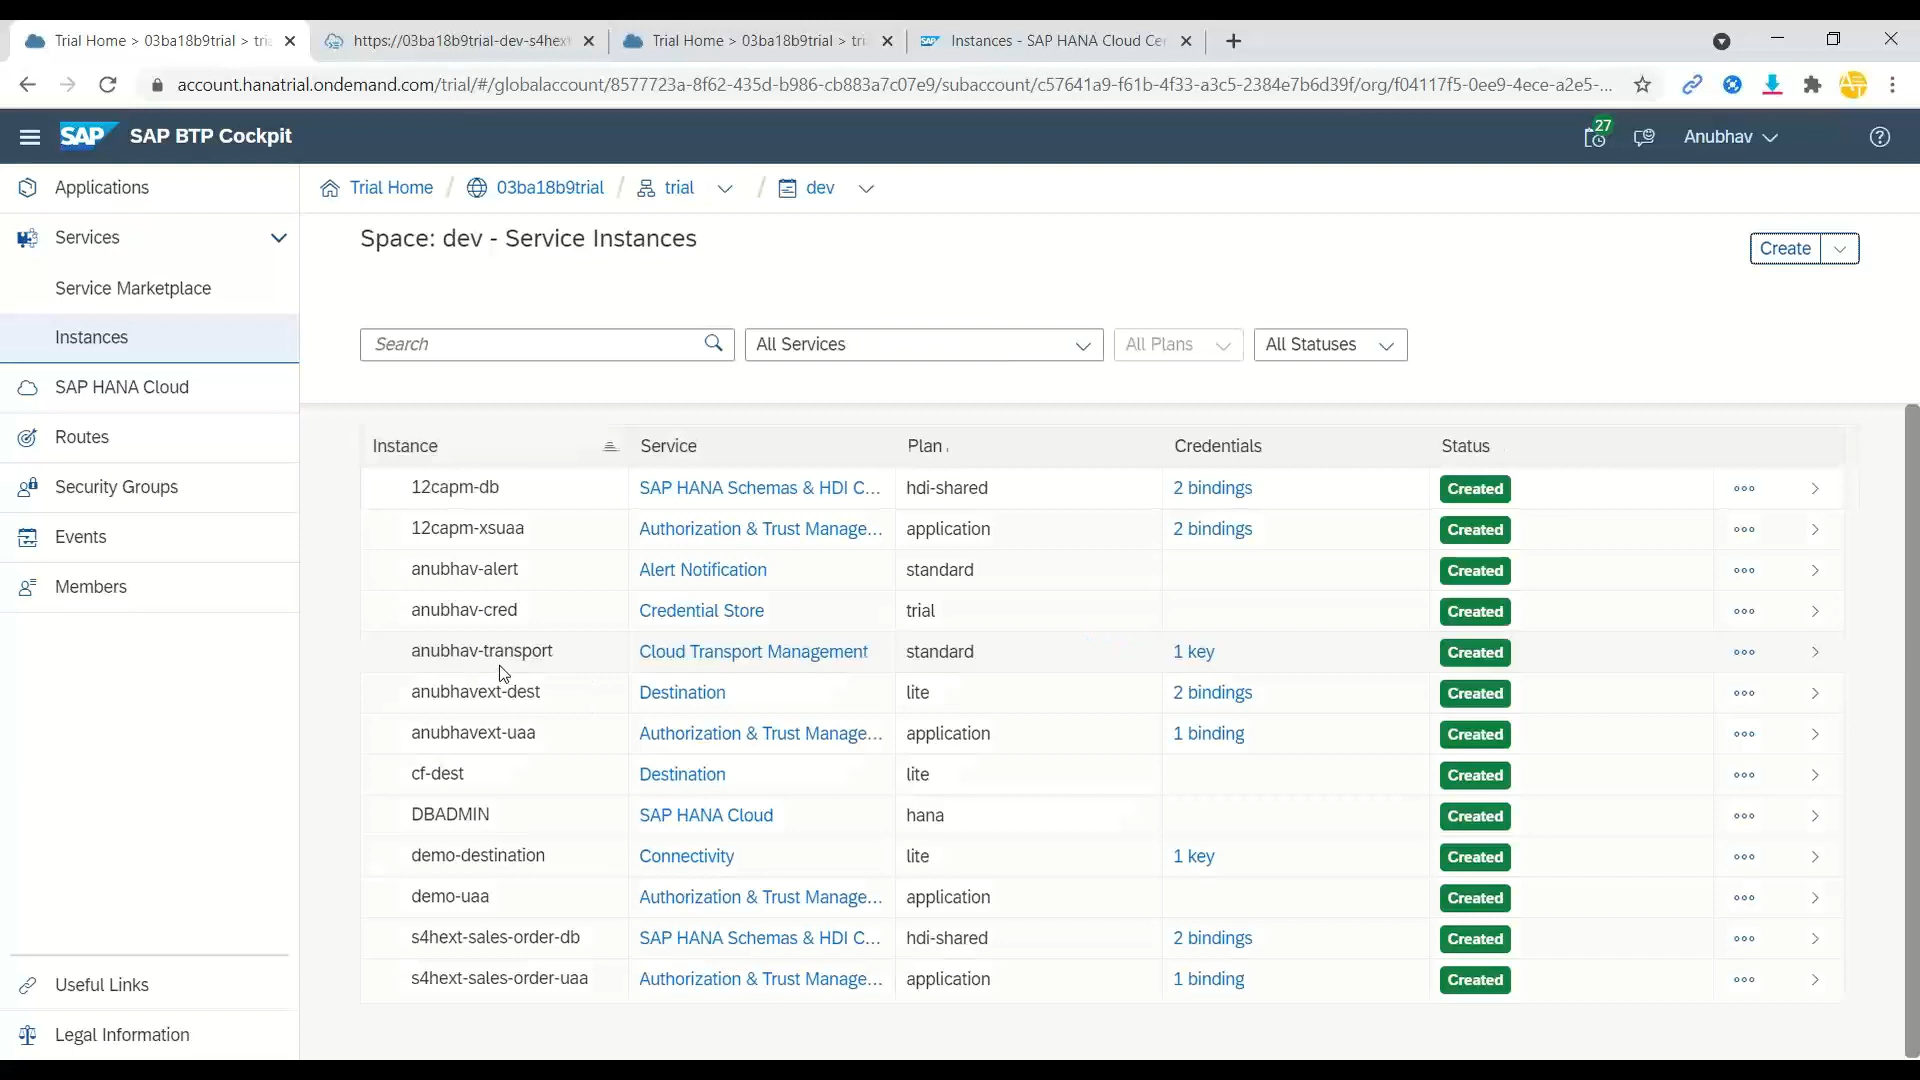 Trial Home > 03ba18b9trial > tri
https://03ba18b9trial-dev-s4hext
Trial Home > 03ba18b9trial > tri
Instances - SAP HANA Cloud Cen
account.hanatrial.ondemand.com/trial/#/globalaccount/8577723a-8f62-435d-b986-cb883a7c07e9/subaccount/c57641a9-f61b-4f33-a3c5-2384e7b6d39f/org/f04117f5-0ee9-4ece-a2e5-...
SAP SAP BTP Cockpit
27
Anubhav
Applications
Services
Service Marketplace
Instances
SAP HANA Cloud
Routes
Security Groups
Events
Members
Useful Links
Legal Information
Trial Home / 03ba18b9trial / trial / dev
Space: dev - Service Instances
Create
Search
All Services
All Plans
All Statuses
Instance Service Plan Credentials Status
12capm-db SAP HANA Schemas & HDI C... hdi-shared 2 bindings Created
12capm-xsuaa Authorization & Trust Manage... application 2 bindings Created
anubhav-alert Alert Notification standard Created
anubhav-cred Credential Store trial Created
anubhav-transport Cloud Transport Management standard 1 key Created
anubhavext-dest Destination lite 2 bindings Created
anubhavext-uaa Authorization & Trust Manage... application 1 binding Created
cf-dest Destination lite Created
DBADMIN SAP HANA Cloud hana Created
demo-destination Connectivity lite 1 key Created
demo-uaa Authorization & Trust Manage... application Created
s4hext-sales-order-db SAP HANA Schemas & HDI C... hdi-shared 2 bindings Created
s4hext-sales-order-uaa Authorization & Trust Manage... application 1 binding Created